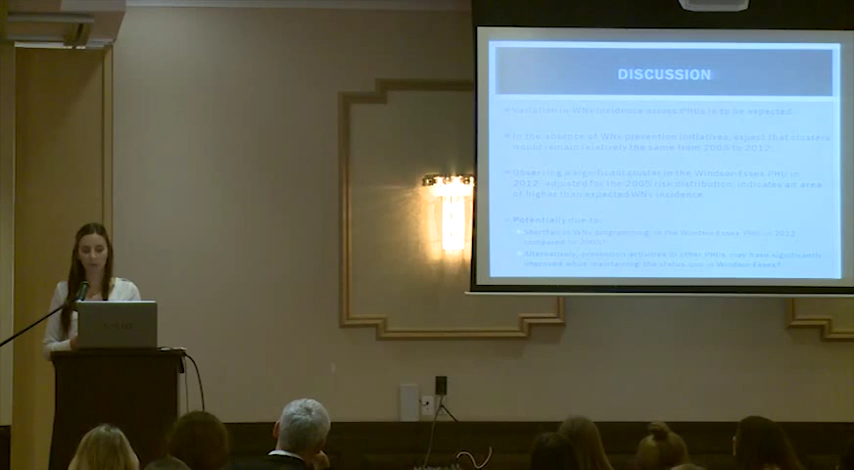 DISCUSSION
Variation in WNv incidence across PHUs is to be expected
In the absence of WNv prevention initiatives, expect that clusters
would remain relatively the same from 2005 to 2012
Observing a significant cluster in the Windsor-Essex PHU in
2012, adjusted for the 2005 risk distribution, indicates an area
of higher than expected WNv incidence
Potentially due to:
in WNv programming in the Windsor-Essex PHU in
compared to
Alternatively, prevention activities in other PHUs may have significantly
improved while 'maintaining' the status quo in Windsor-Essex?